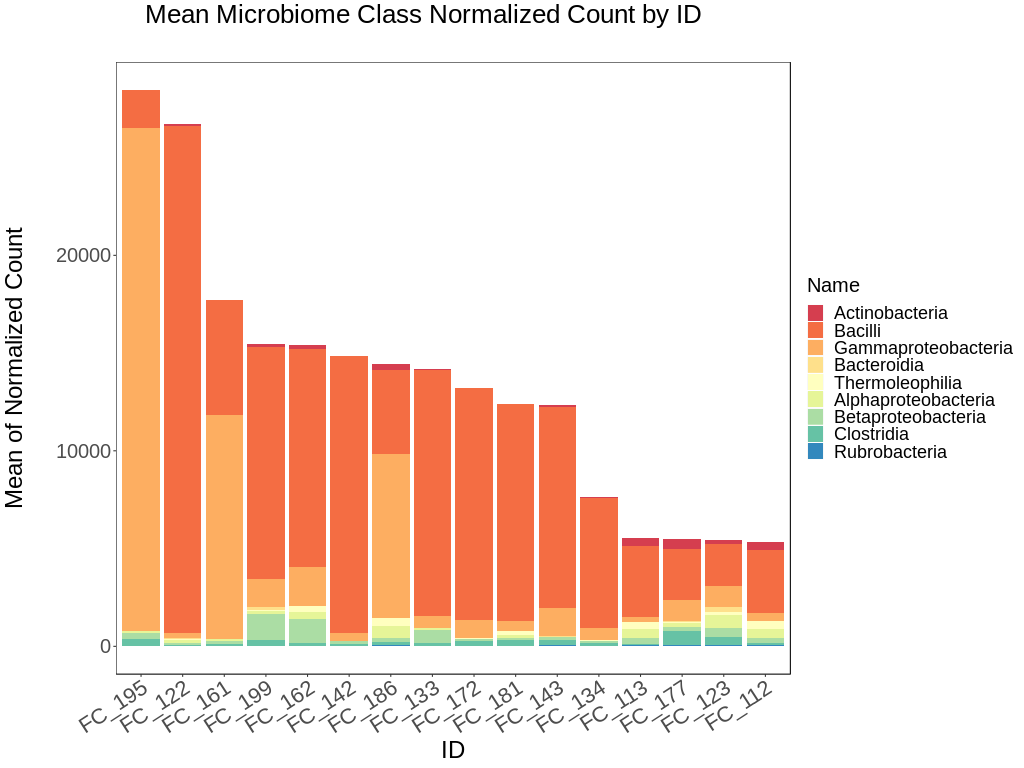 Mean Microbiome Class Normalized Count by ID
Mean of Normalized Count
20000
10000
0
FC_195
FC_122
FC_161
FC_199
FC_162
FC_142
FC_186
FC_133
FC_172
FC_181
FC_143
FC_134
FC_113
FC_177
FC_123
FC_112
ID
Name
Actinobacteria
Bacilli
Gammaproteobacteria
Bacteroidia
Thermoleophilia
Alphaproteobacteria
Betaproteobacteria
Clostridia
Rubrobacteria